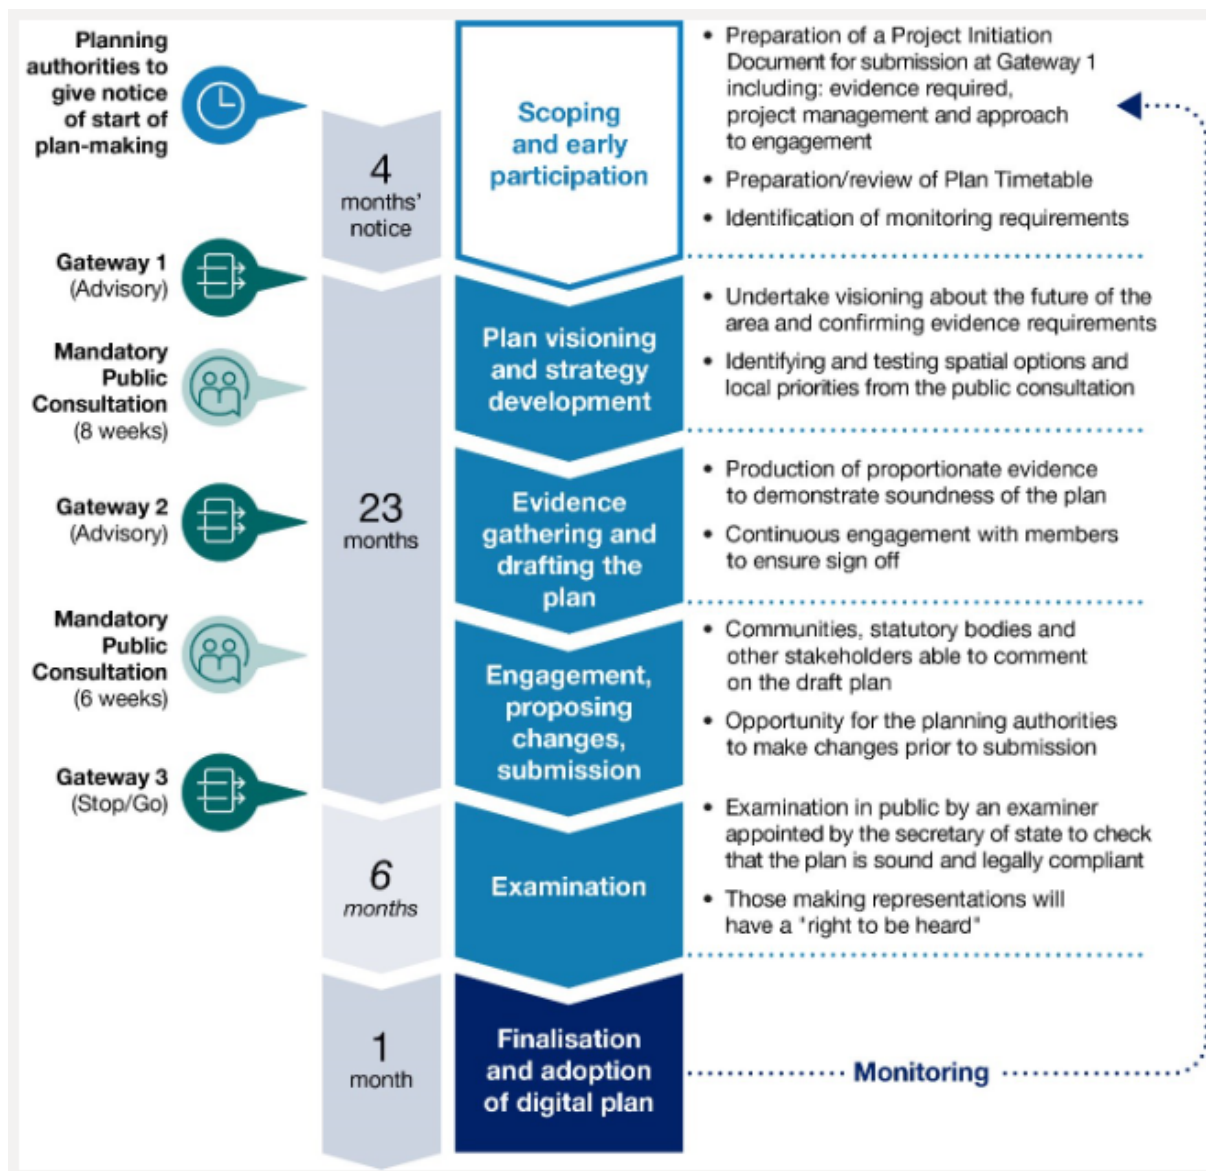 Planning
authorities to
give notice
of start of
plan-making
4
months'
notice
Scoping
and early
participation
• Preparation of a Project Initiation
Document for submission at Gateway 1
including: evidence required,
project management and approach
to engagement
• Preparation/review of Plan Timetable
• Identification of monitoring requirements
Gateway 1
(Advisory)
Mandatory
Public
Consultation
(8 weeks)
Plan visioning
and strategy
development
• Undertake visioning about the future of the
area and confirming evidence requirements
• Identifying and testing spatial options and
local priorities from the public consultation
Gateway 2
(Advisory)
23
months
Evidence
gathering and
drafting the
plan
• Production of proportionate evidence
to demonstrate soundness of the plan
• Continuous engagement with members
to ensure sign off
Mandatory
Public
Consultation
(6 weeks)
Engagement,
proposing
changes,
submission
• Communities, statutory bodies and
other stakeholders able to comment
on the draft plan
• Opportunity for the planning authorities
to make changes prior to submission
Gateway 3
(Stop/Go)
6
months
Examination
• Examination in public by an examiner
appointed by the secretary of state to check
that the plan is sound and legally compliant
• Those making representations will
have a "right to be heard"
1
month
Finalisation
and adoption
of digital plan
Monitoring